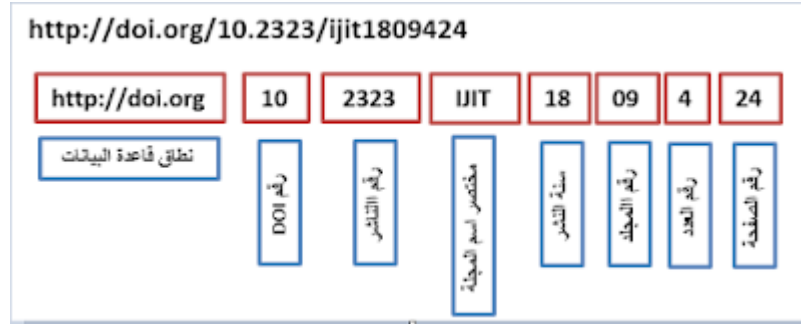 http://doi.org/10.2323/ijit1809424
http://doi.org 10 2323 IJIT 18 09 4 24
نطاق قاعدة البيانات
رقم DOI
رقم الناشر
مختصر اسم المجلة
سنة النشر
رقم المجلد
رقم العدد
رقم الصفحة